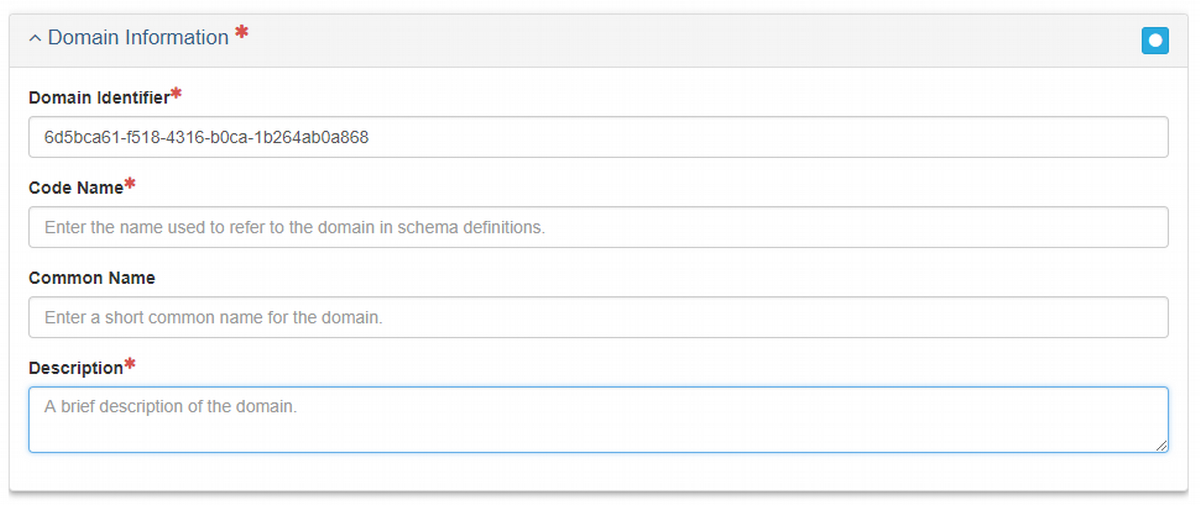 Domain Information *
Domain Identifier*
6d5bca61-f518-4316-b0ca-1b264ab0a868
Code Name*
Enter the name used to refer to the domain in schema definitions.
Common Name
Enter a short common name for the domain.
Description*
A brief description of the domain.